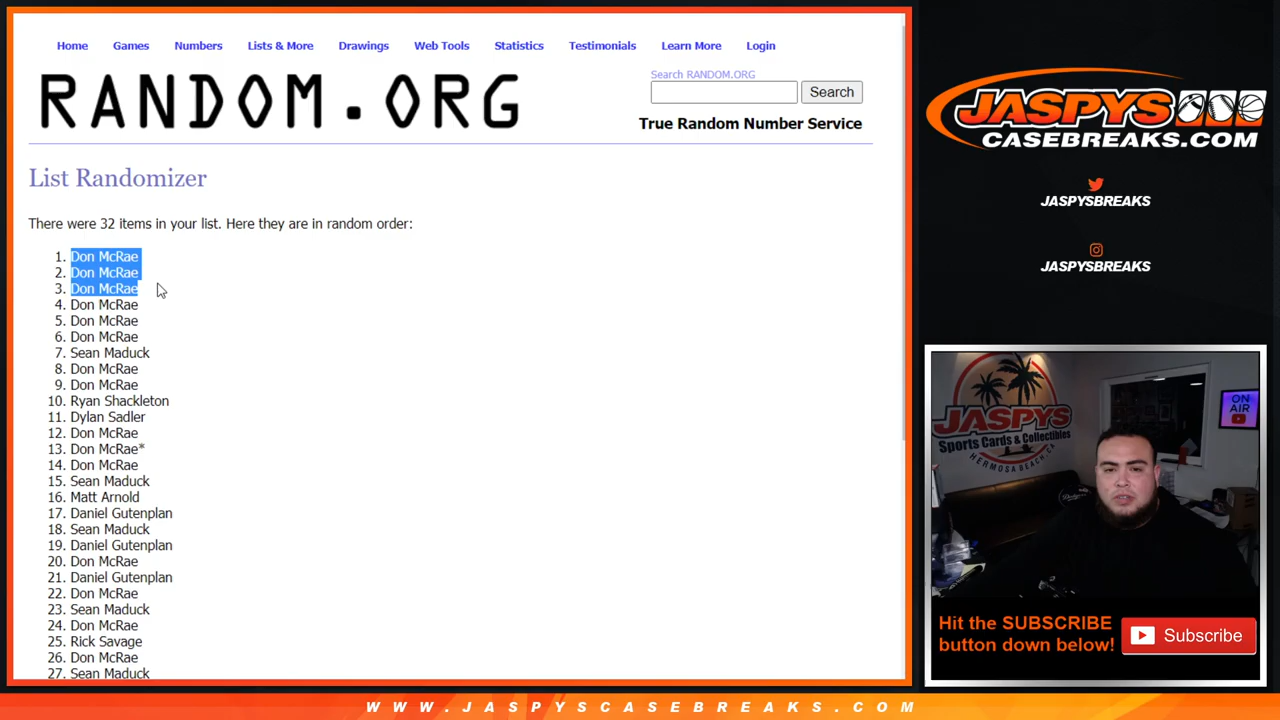 Home Games Numbers Lists & More Drawings Web Tools Statistics Testimonials Learn More Login
RANDOM.ORG
Search RANDOM.ORG
Search
True Random Number Service
List Randomizer
There were 32 items in your list. Here they are in random order:
1. Don McRae
2. Don McRae
3. Don McRae
4. Don McRae
5. Don McRae
6. Don McRae
7. Sean Maduck
8. Don McRae
9. Don McRae
10. Ryan Shackleton
11. Dylan Sadler
12. Don McRae
13. Don McRae*
14. Don McRae
15. Sean Maduck
16. Matt Arnold
17. Daniel Gutenplan
18. Sean Maduck
19. Daniel Gutenplan
20. Don McRae
21. Daniel Gutenplan
22. Don McRae
23. Sean Maduck
24. Don McRae
25. Rick Savage
26. Don McRae
27. Sean Maduck
JASPYS
CASEBREAKS.COM
JASPYSBREAKS
JASPYSBREAKS
JASPYS
Sports Cards & Collectibles
HERMOSA BEACH, CA
ON
AIR
Dodgers
Hit the SUBSCRIBE
button down below!
Subscribe
WWW.JASPYSCASEBREAKS.COM